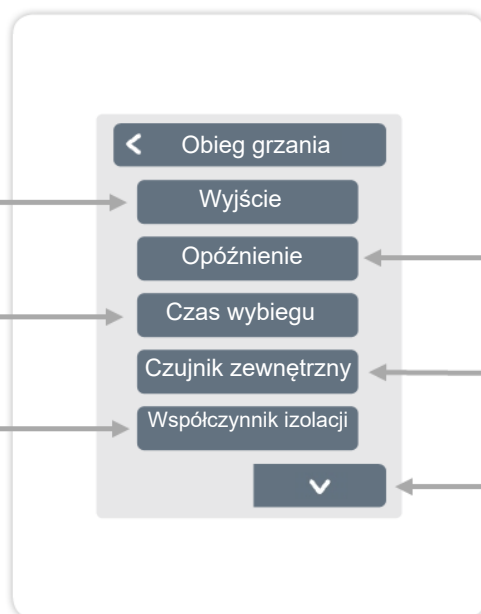 Obieg grzania
Wyjście
Opóźnienie
Czas wybiegu
Czujnik zewnętrzny
Współczynnik izolacji